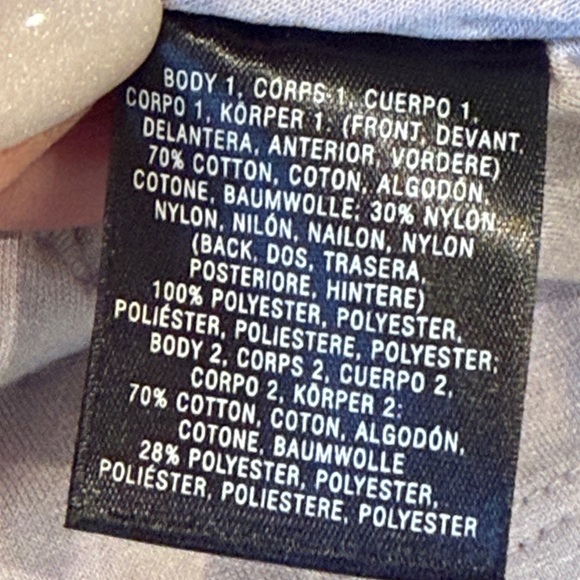 BODY 1, CORPS 1, CUERPO 1,
CORPO 1, KÖRPER 1: (FRONT, DEVANT,
DELANTERA, ANTERIOR, VORDERE)
70% COTTON, COTON, ALGODÓN,
COTONE, BAUMWOLLE; 30% NYLON,
NYLON, NILÓN, NAILON, NYLON
(BACK, DOS, TRASERA,
POSTERIORE, HINTERE)
100% POLYESTER, POLYESTER,
POLIÉSTER, POLIESTERE, POLYESTER;
BODY 2, CORPS 2, CUERPO 2,
CORPO 2, KÖRPER 2:
70% COTTON, COTON, ALGODÓN,
COTONE, BAUMWOLLE
28% POLYESTER, POLYESTER,
POLIÉSTER, POLIESTERE, POLYESTER